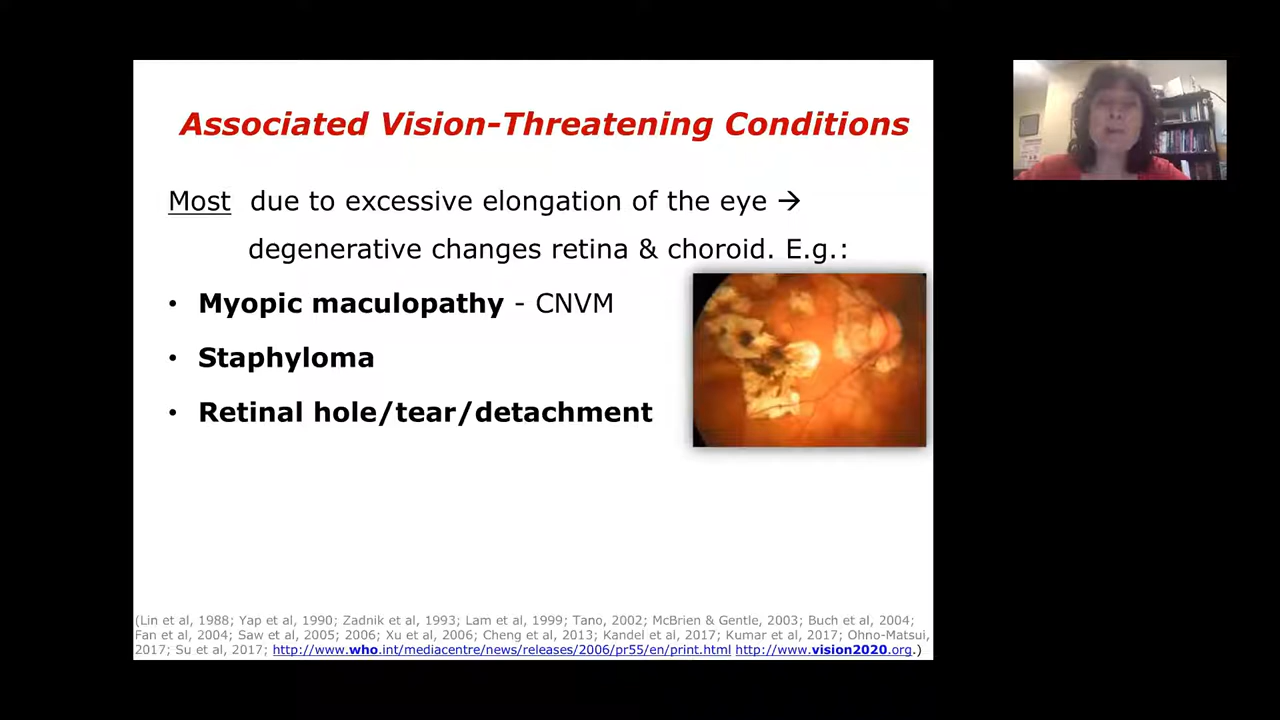 Associated Vision-Threatening Conditions
Most due to excessive elongation of the eye →
degenerative changes retina & choroid. E.g.:
• Myopic maculopathy - CNVM
• Staphyloma
• Retinal hole/tear/detachment
(Lin et al, 1988; Yap et al, 1990; Zadnik et al, 1993; Lam et al, 1999; Tano, 2002; McBrien & Gentle, 2003; Buch et al, 2004;
Fan et al, 2004; Saw et al, 2005; 2006; Xu et al, 2006; Cheng et al, 2013; Kandel et al, 2017; Kumar et al, 2017; Ohno-Matsui,
2017; Su et al, 2017; http://www.who.int/mediacentre/news/releases/2006/pr55/en/print.html http://www.vision2020.org.)